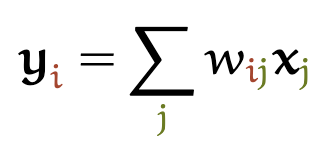 𝒚ᵢ = ∑ⱼ wᵢⱼ𝒙ⱼ